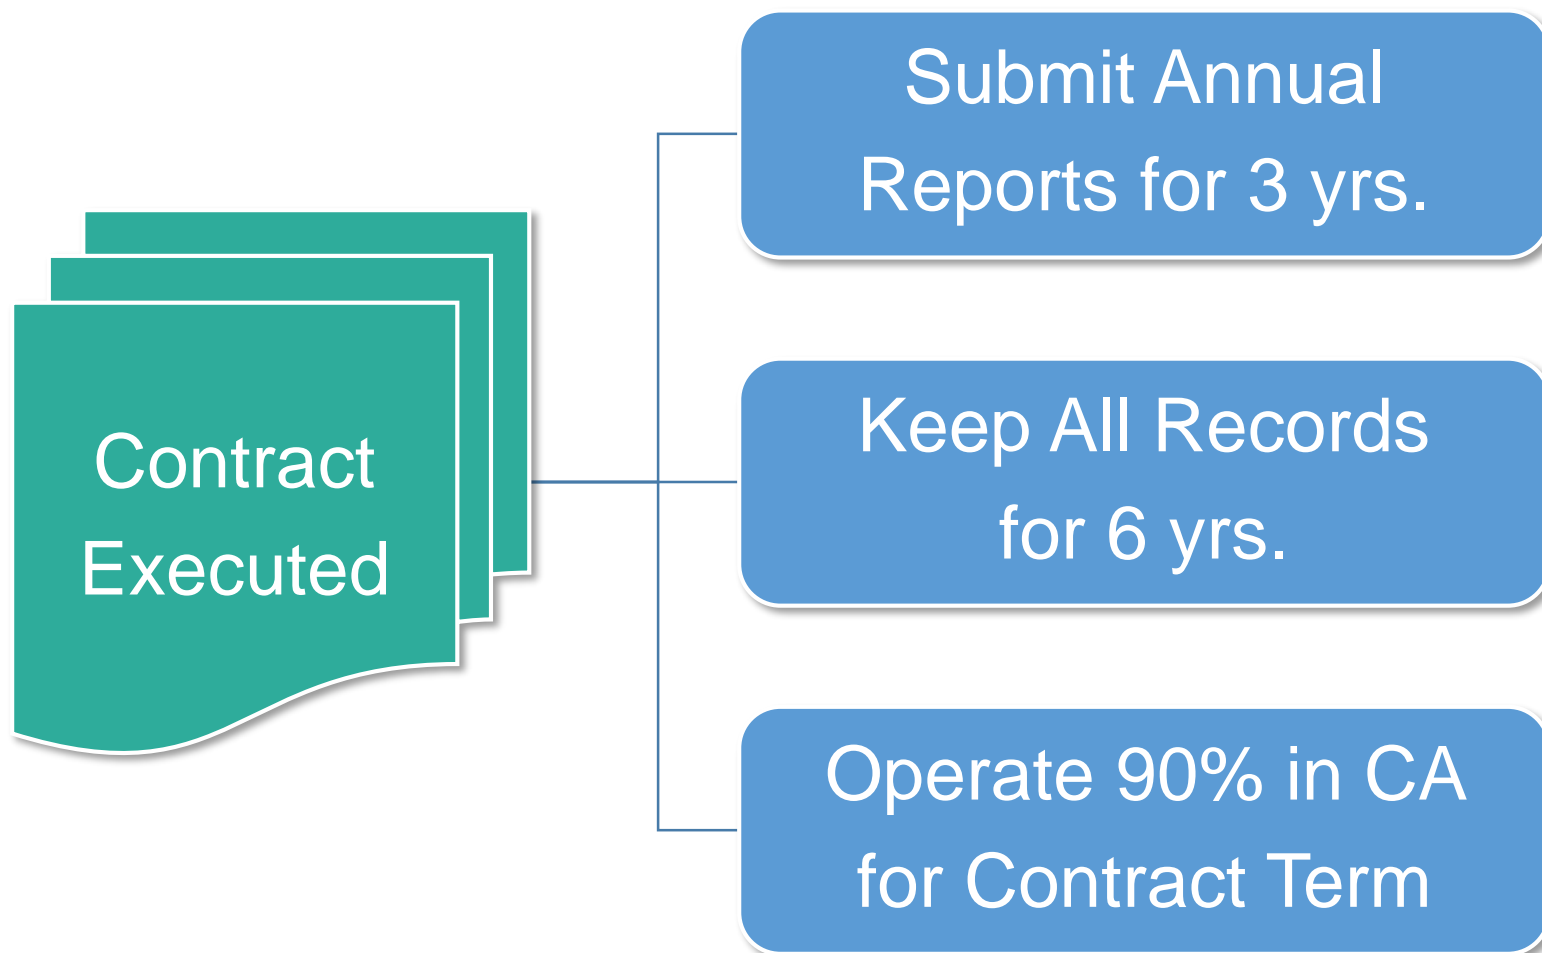 Contract
Executed
Submit Annual
Reports for 3 yrs.
Keep All Records
for 6 yrs.
Operate 90% in CA
for Contract Term